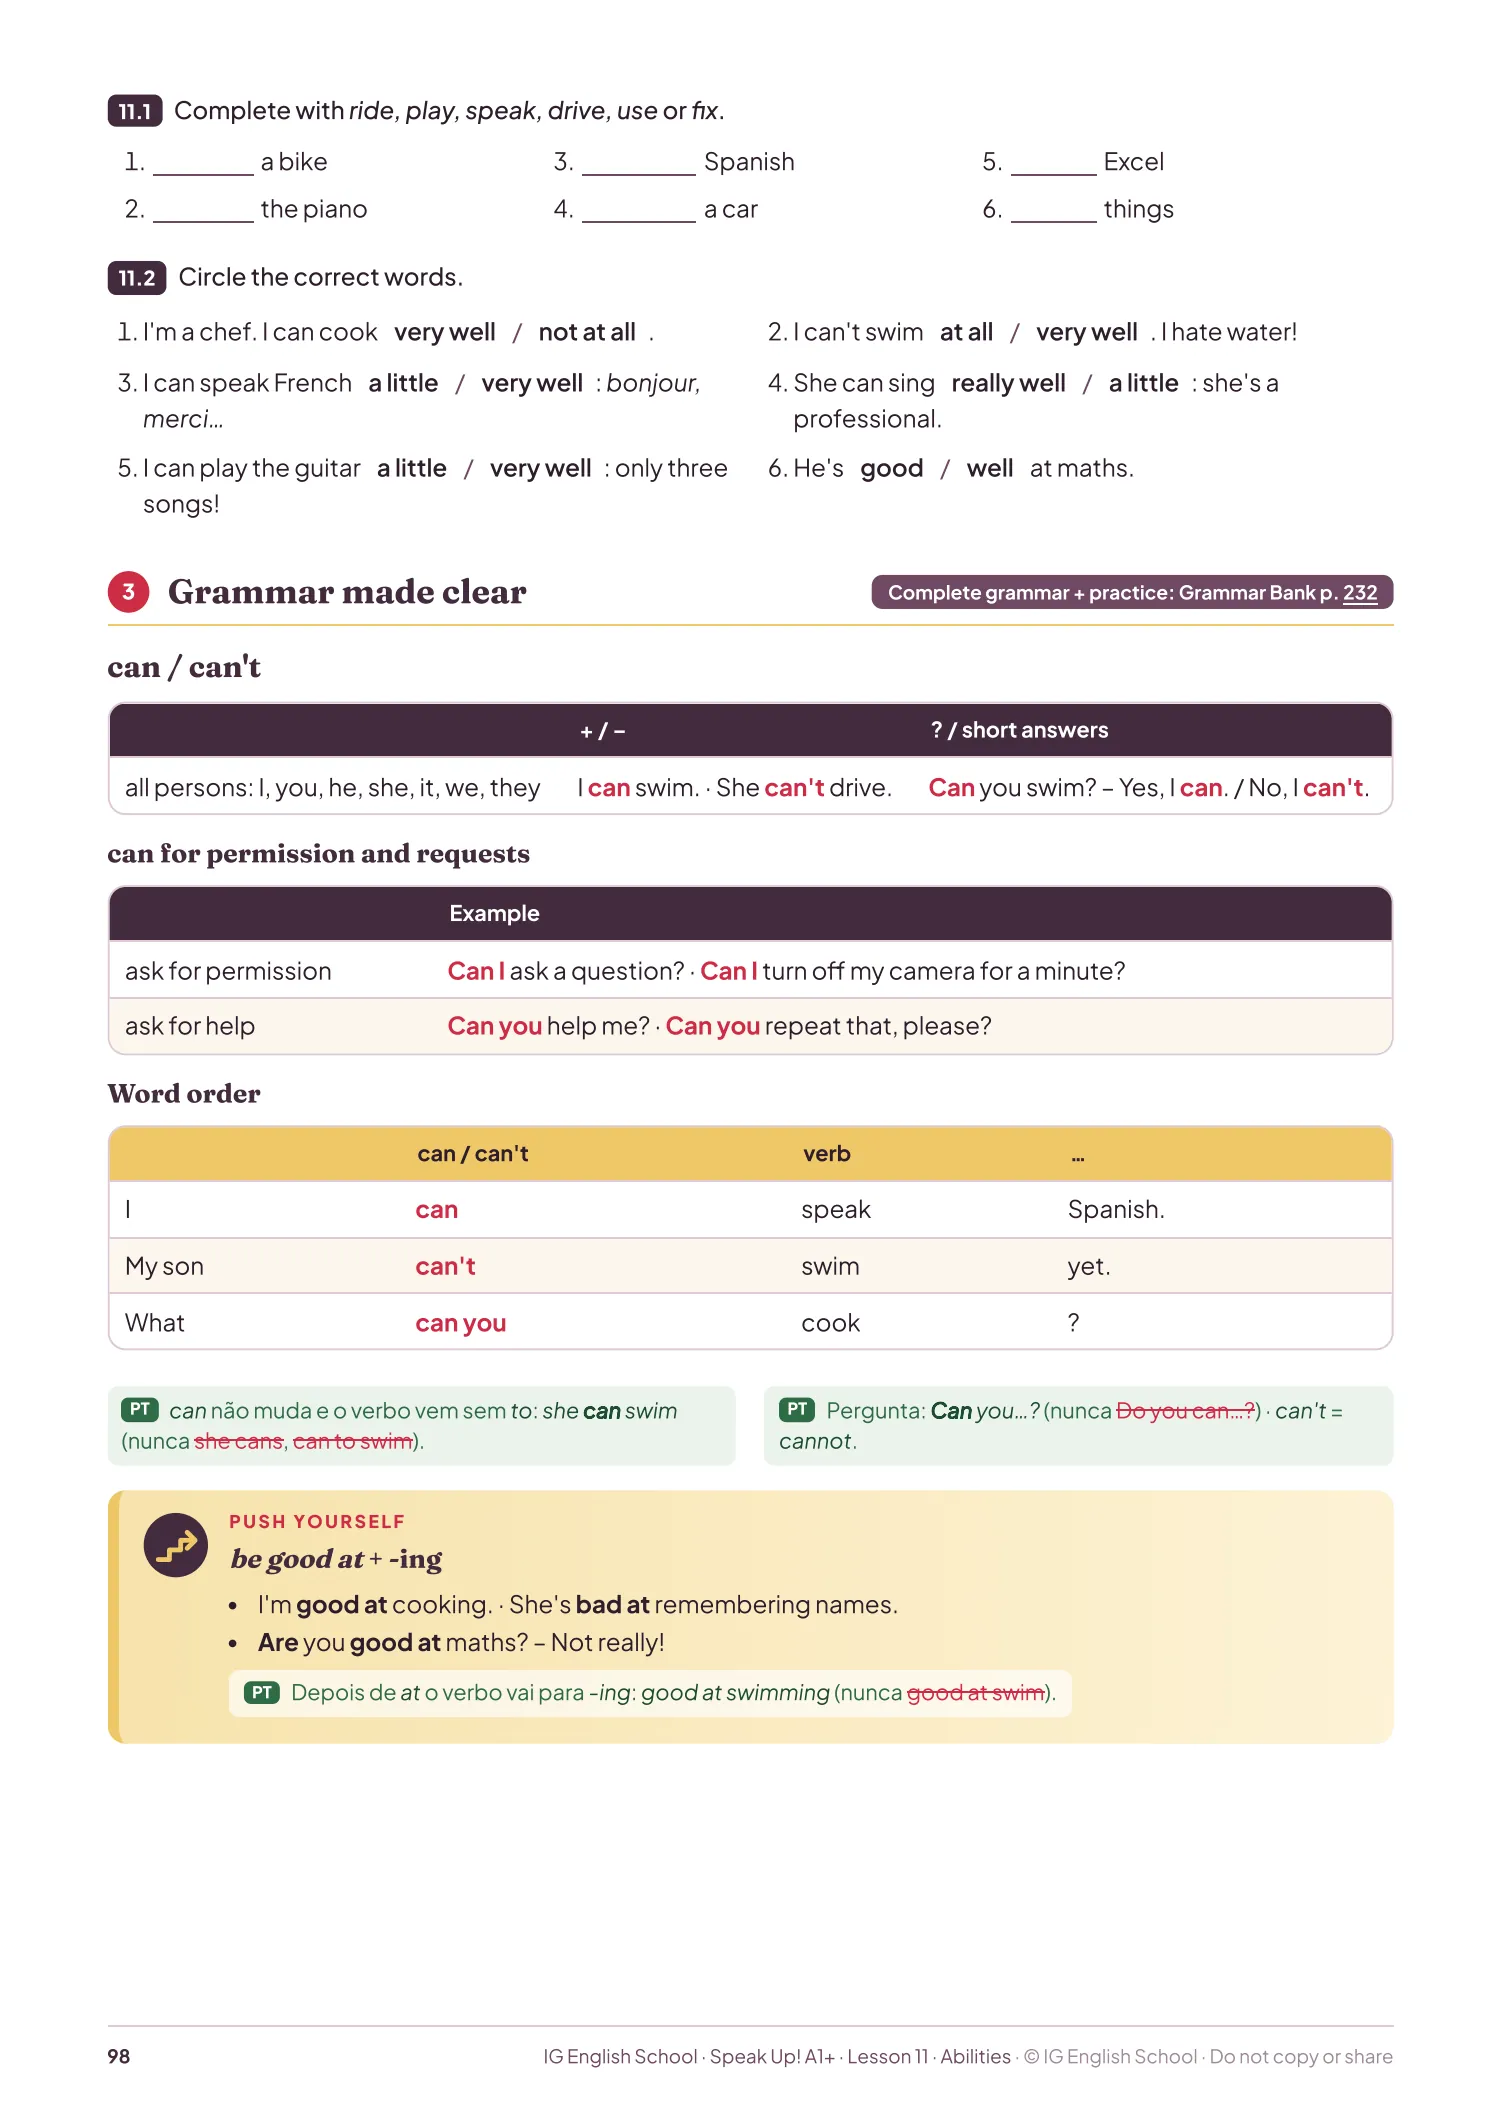 11.1 Complete with ride, play, speak, drive, use or fix.
1. ________ a bike
2. ________ the piano
3. ________ Spanish
4. ________ a car
5. ________ Excel
6. ________ things
11.2 Circle the correct words.
1. I'm a chef. I can cook very well / not at all .
2. I can't swim at all / very well . I hate water!
3. I can speak French a little / very well : bonjour,
merci…
4. She can sing really well / a little : she's a
professional.
5. I can play the guitar a little / very well : only three
songs!
6. He's good / well at maths.
3 Grammar made clear
Complete grammar + practice: Grammar Bank p. 232
can / can't
+ / − ? / short answers
all persons: I, you, he, she, it, we, they I can swim. · She can't drive. Can you swim? – Yes, I can. / No, I can't.
can for permission and requests
Example
ask for permission Can I ask a question? · Can I turn off my camera for a minute?
ask for help Can you help me? · Can you repeat that, please?
Word order
can / can't verb …
I can speak Spanish.
My son can't swim yet.
What can you cook ?
PT can não muda e o verbo vem sem to: she can swim
(nunca she cans, can to swim).
PT Pergunta: Can you…? (nunca Do you can…?) · can't =
cannot.
PUSH YOURSELF
be good at + -ing
• I'm good at cooking. · She's bad at remembering names.
• Are you good at maths? – Not really!
PT Depois de at o verbo vai para -ing: good at swimming (nunca good at swim).
98
IG English School · Speak Up! A1+ · Lesson 11 · Abilities · © IG English School · Do not copy or share